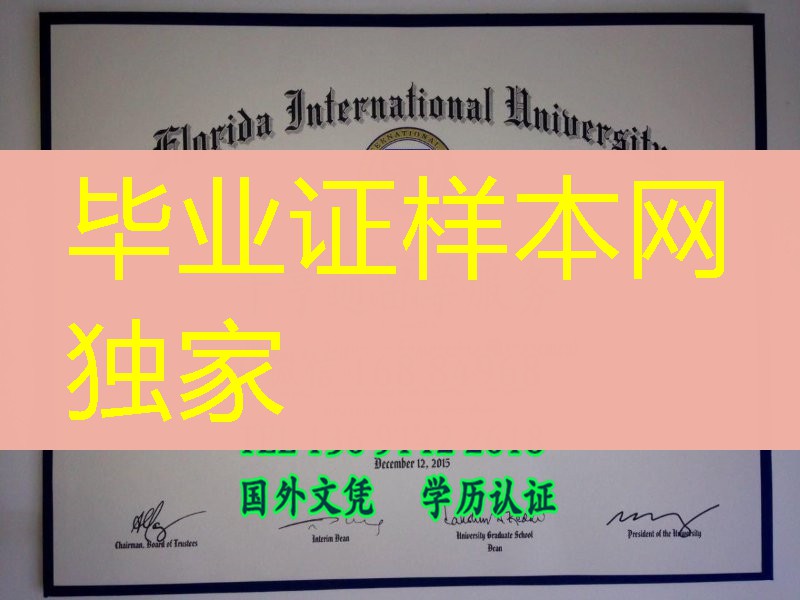 Florida International University
毕业证样本网
独家
December 12, 2015
国外文凭 学历认证
Chairman, Board of Trustees
Interim Dean
University Graduate School
Dean
President of the University